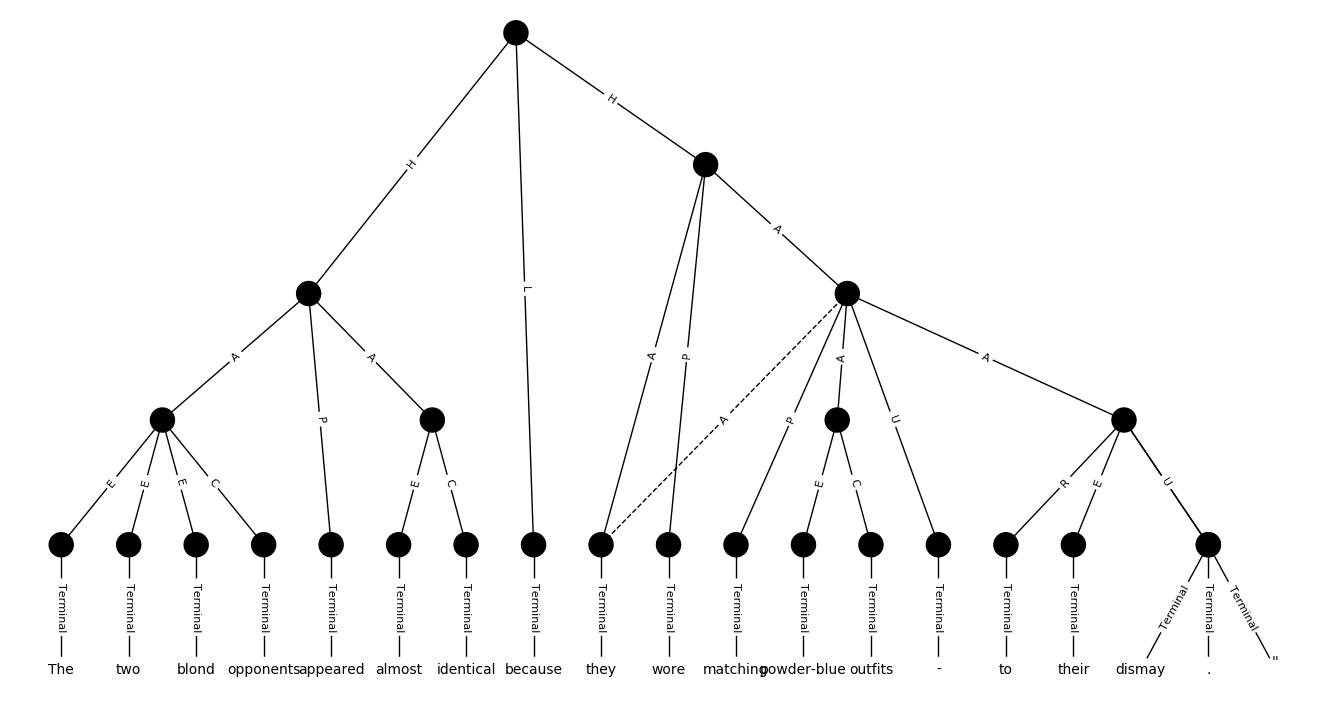 H
H
L
A
A
P
A
A
P
A
A
P
A
U
A
E
E
E
C
E
C
E
C
R
E
U
Terminal Terminal Terminal Terminal Terminal Terminal Terminal Terminal Terminal Terminal Terminal Terminal Terminal Terminal Terminal Terminal Terminal Terminal Terminal
The two blond opponents appeared almost identical because they wore matching powder-blue outfits - to their dismay . "